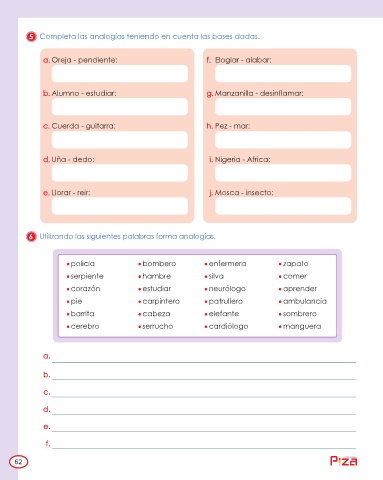 5 Completa las analogías teniendo en cuenta las bases dadas.
a. Oreja - pendiente:
b. Alumno - estudiar:
c. Cuerda - guitarra:
d. Uña - dedo:
e. Llorar - reir:
f. Elogiar - alabar:
g. Manzanilla - desinflamar:
h. Pez - mar:
i. Nigeria - Africa:
j. Mosca - insecto:
6 Utilizando las siguientes palabras forma analogías.
• policía • bombero • enfermera • zapato
• serpiente • hambre • silva • comer
• corazón • estudiar • neurólogo • aprender
• pie • carpintero • patrullero • ambulancia
• barrita • cabeza • elefante • sombrero
• cerebro • serrucho • cardiólogo • manguera
a.
b.
c.
d.
e.
f.
62